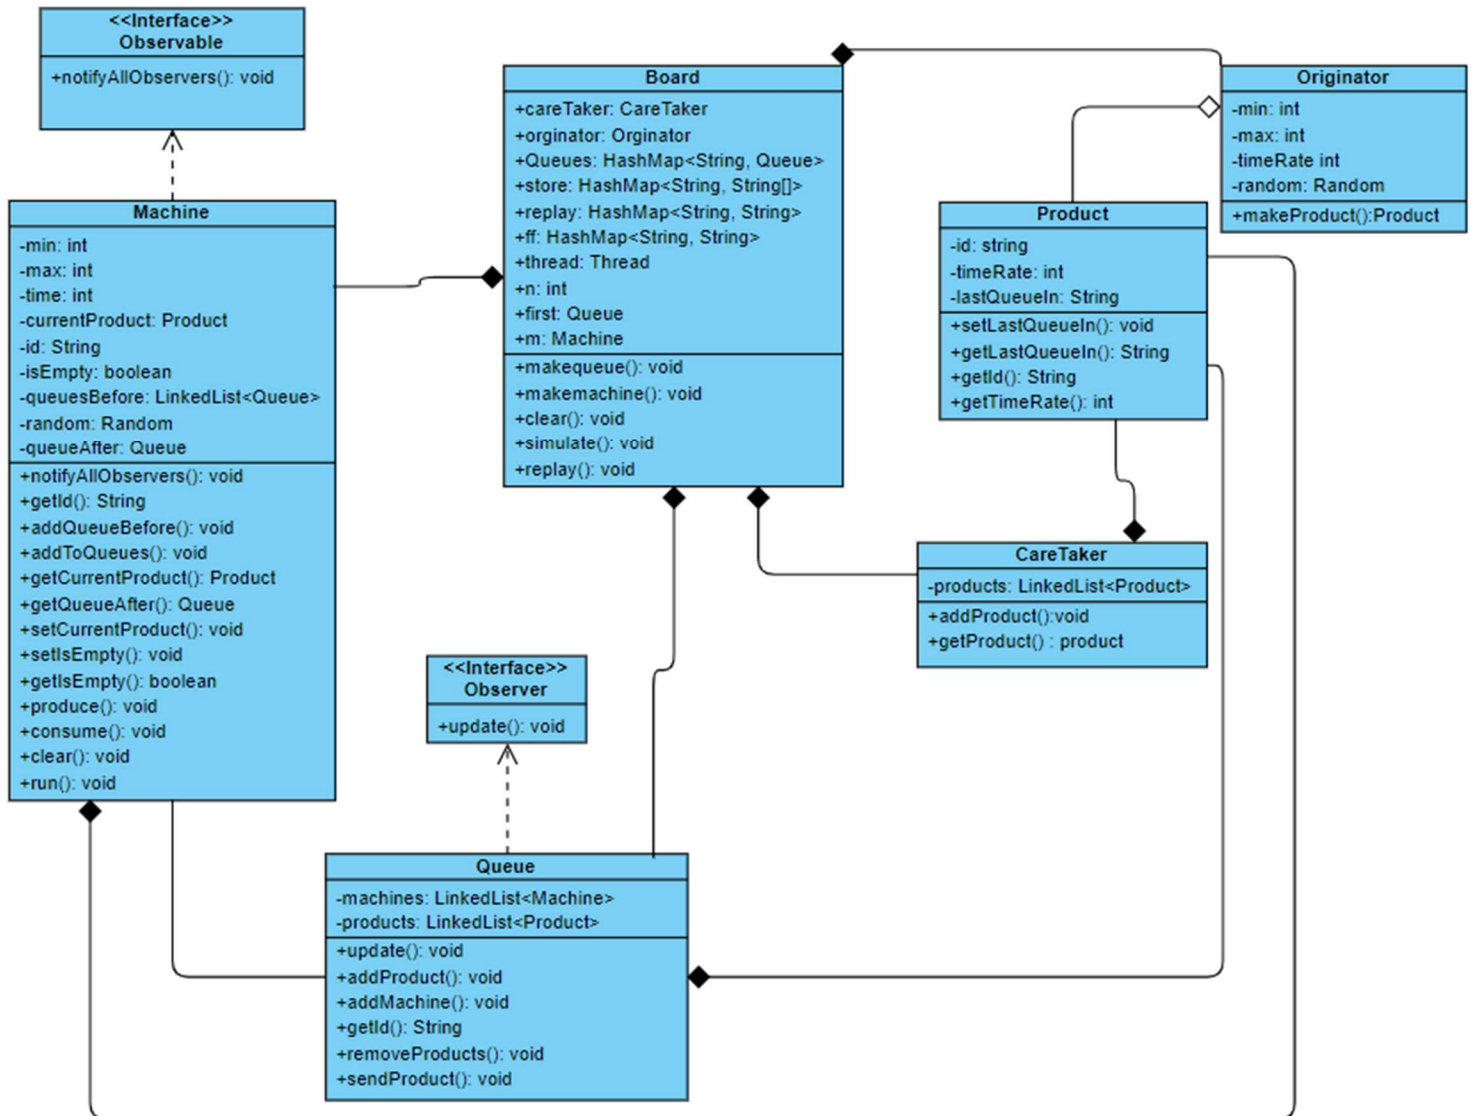 <<Interface>>
Observable
+notifyAllObservers(): void
Board
+careTaker: CareTaker
+orginator: Orginator
+Queues: HashMap<String, Queue>
+store: HashMap<String, String[]>
+replay: HashMap<String, String>
+ff: HashMap<String, String>
+thread: Thread
+n: int
+first: Queue
+m: Machine
+makequeue(): void
+makemachine(): void
+clear(): void
+simulate(): void
+replay(): void
Originator
-min: int
-max: int
-timeRate int
-random: Random
+makeProduct():Product
Machine
-min: int
-max: int
-time: int
-currentProduct: Product
-id: String
-isEmpty: boolean
-queuesBefore: LinkedList<Queue>
-random: Random
-queueAfter: Queue
+notifyAllObservers(): void
+getId(): String
+addQueueBefore(): void
+addToQueues(): void
+getCurrentProduct(): Product
+getQueueAfter(): Queue
+setCurrentProduct(): void
+setIsEmpty(): void
+getIsEmpty(): boolean
+produce(): void
+consume(): void
+clear(): void
+run(): void
Product
-id: string
-timeRate: int
-lastQueueIn: String
+setLastQueueIn(): void
+getLastQueueIn(): String
+getId(): String
+getTimeRate(): int
CareTaker
-products: LinkedList<Product>
+addProduct():void
+getProduct() : product
<<Interface>>
Observer
+update(): void
Queue
-machines: LinkedList<Machine>
-products: LinkedList<Product>
+update(): void
+addProduct(): void
+addMachine(): void
+getId(): String
+removeProducts(): void
+sendProduct(): void